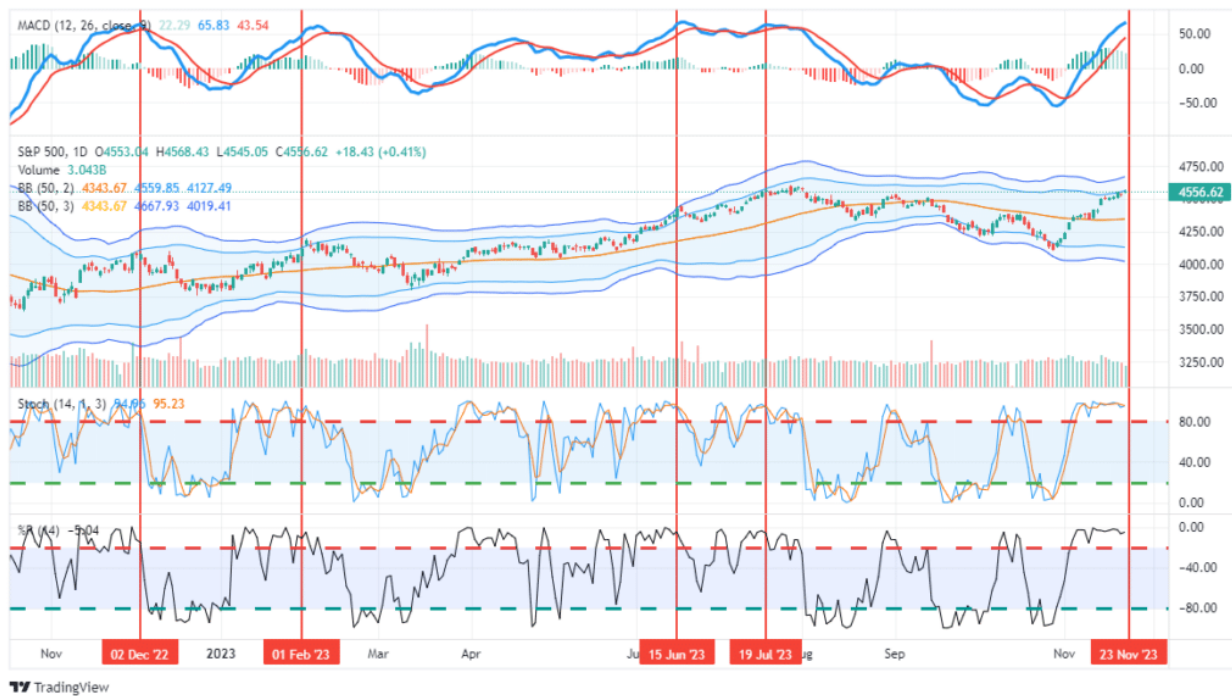 MACD (12, 26, close, 9) 22.29 65.83 43.54
50.00
0.00
−50.00
S&P 500, 1D O4553.04 H4568.43 L4545.05 C4556.62 +18.43 (+0.41%)
Volume 3.043B
BB (50, 2) 4343.67 4559.85 4127.49
BB (50, 3) 4343.67 4667.93 4019.41
4750.00
4556.62
4250.00
4000.00
3750.00
3500.00
3250.00
Stoch (14, 1, 3) 94.96 95.23
80.00
40.00
0.00
%R (14) −5.04
0.00
−40.00
−80.00
Nov 02 Dec '22 2023 01 Feb '23 Mar Apr 15 Jun '23 19 Jul '23 Sep Nov 23 Nov '23
TradingView